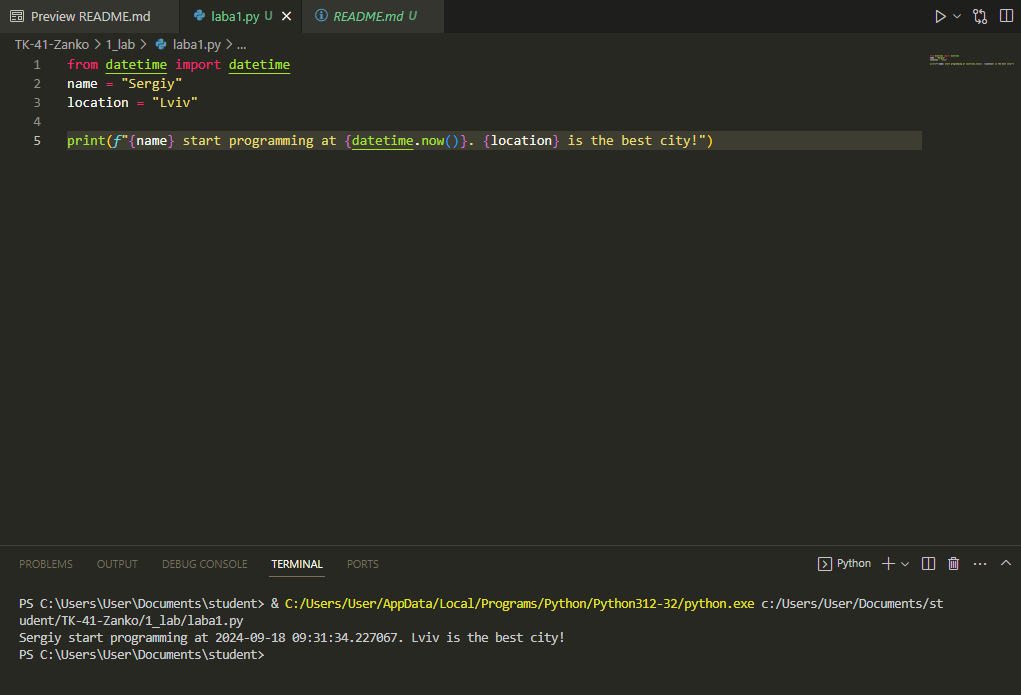 Preview README.md laba1.py U README.md U
TK-41-Zanko > 1_lab > laba1.py > ...
1 from datetime import datetime
2 name = "Sergiy"
3 location = "Lviv"
4
5 print(f"{name} start programming at {datetime.now()}. {location} is the best city!")
PROBLEMS OUTPUT DEBUG CONSOLE TERMINAL PORTS Python
PS C:\Users\User\Documents\student> & C:/Users/User/AppData/Local/Programs/Python/Python312-32/python.exe c:/Users/User/Documents/st
udent/TK-41-Zanko/1_lab/laba1.py
Sergiy start programming at 2024-09-18 09:31:34.227067. Lviv is the best city!
PS C:\Users\User\Documents\student>